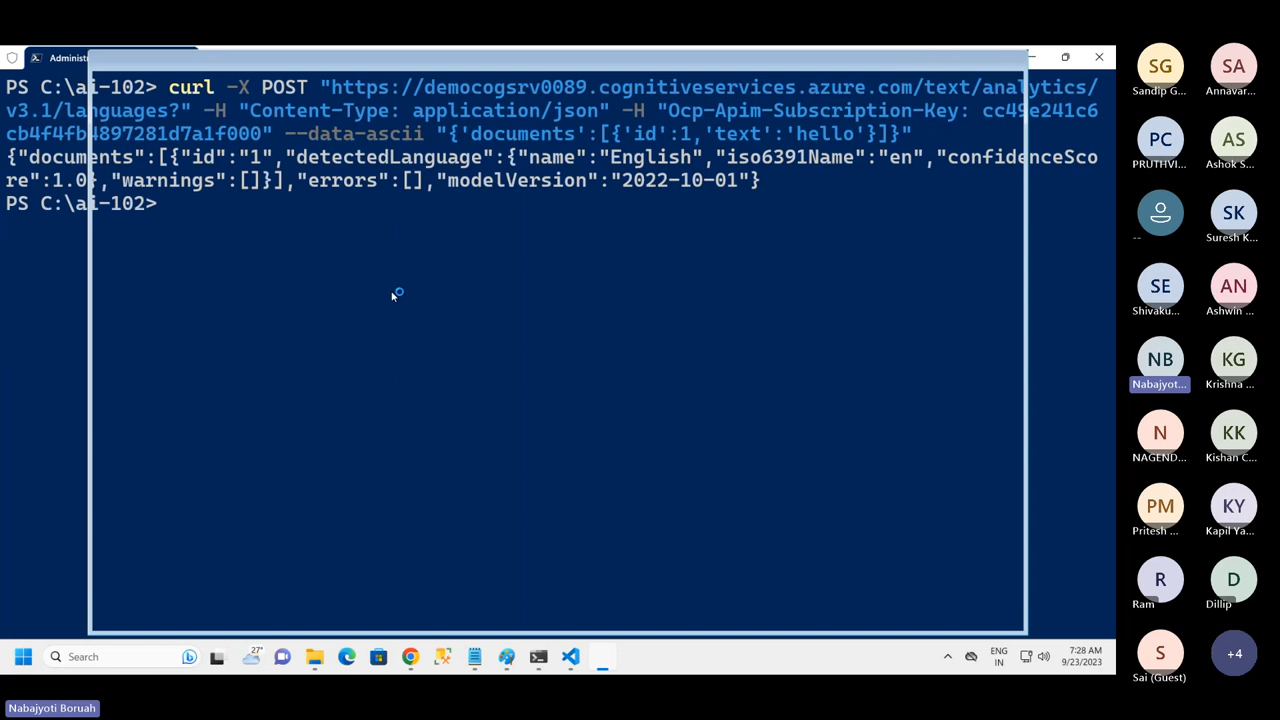 Administ
PS C:\ai-102> curl -X POST "https://democogsrv0089.cognitiveservices.azure.com/text/analytics/
v3.1/languages?" -H "Content-Type: application/json" -H "Ocp-Apim-Subscription-Key: cc49e241c6
cb4f4fb4897281d7a1f000" --data-ascii "{'documents':[{'id':1,'text':'hello'}]}"
{"documents":[{"id":"1","detectedLanguage":{"name":"English","iso6391Name":"en","confidenceSco
re":1.0},"warnings":[]}],"errors":[],"modelVersion":"2022-10-01"}
PS C:\ai-102>
SG
Sandip G...
SA
Annavar...
PC
PRUTHVI...
AS
Ashok S...
--
SK
Suresh K...
SE
Shivaku...
AN
Ashwin ...
NB
Nabajyot...
KG
Krishna ...
N
NAGEND...
KK
Kishan C...
PM
Pritesh ...
KY
Kapil Ya...
R
Ram
D
Dillip
S
Sai (Guest)
+4
Search
27°
ENG
IN
7:28 AM
9/23/2023
Nabajyoti Boruah